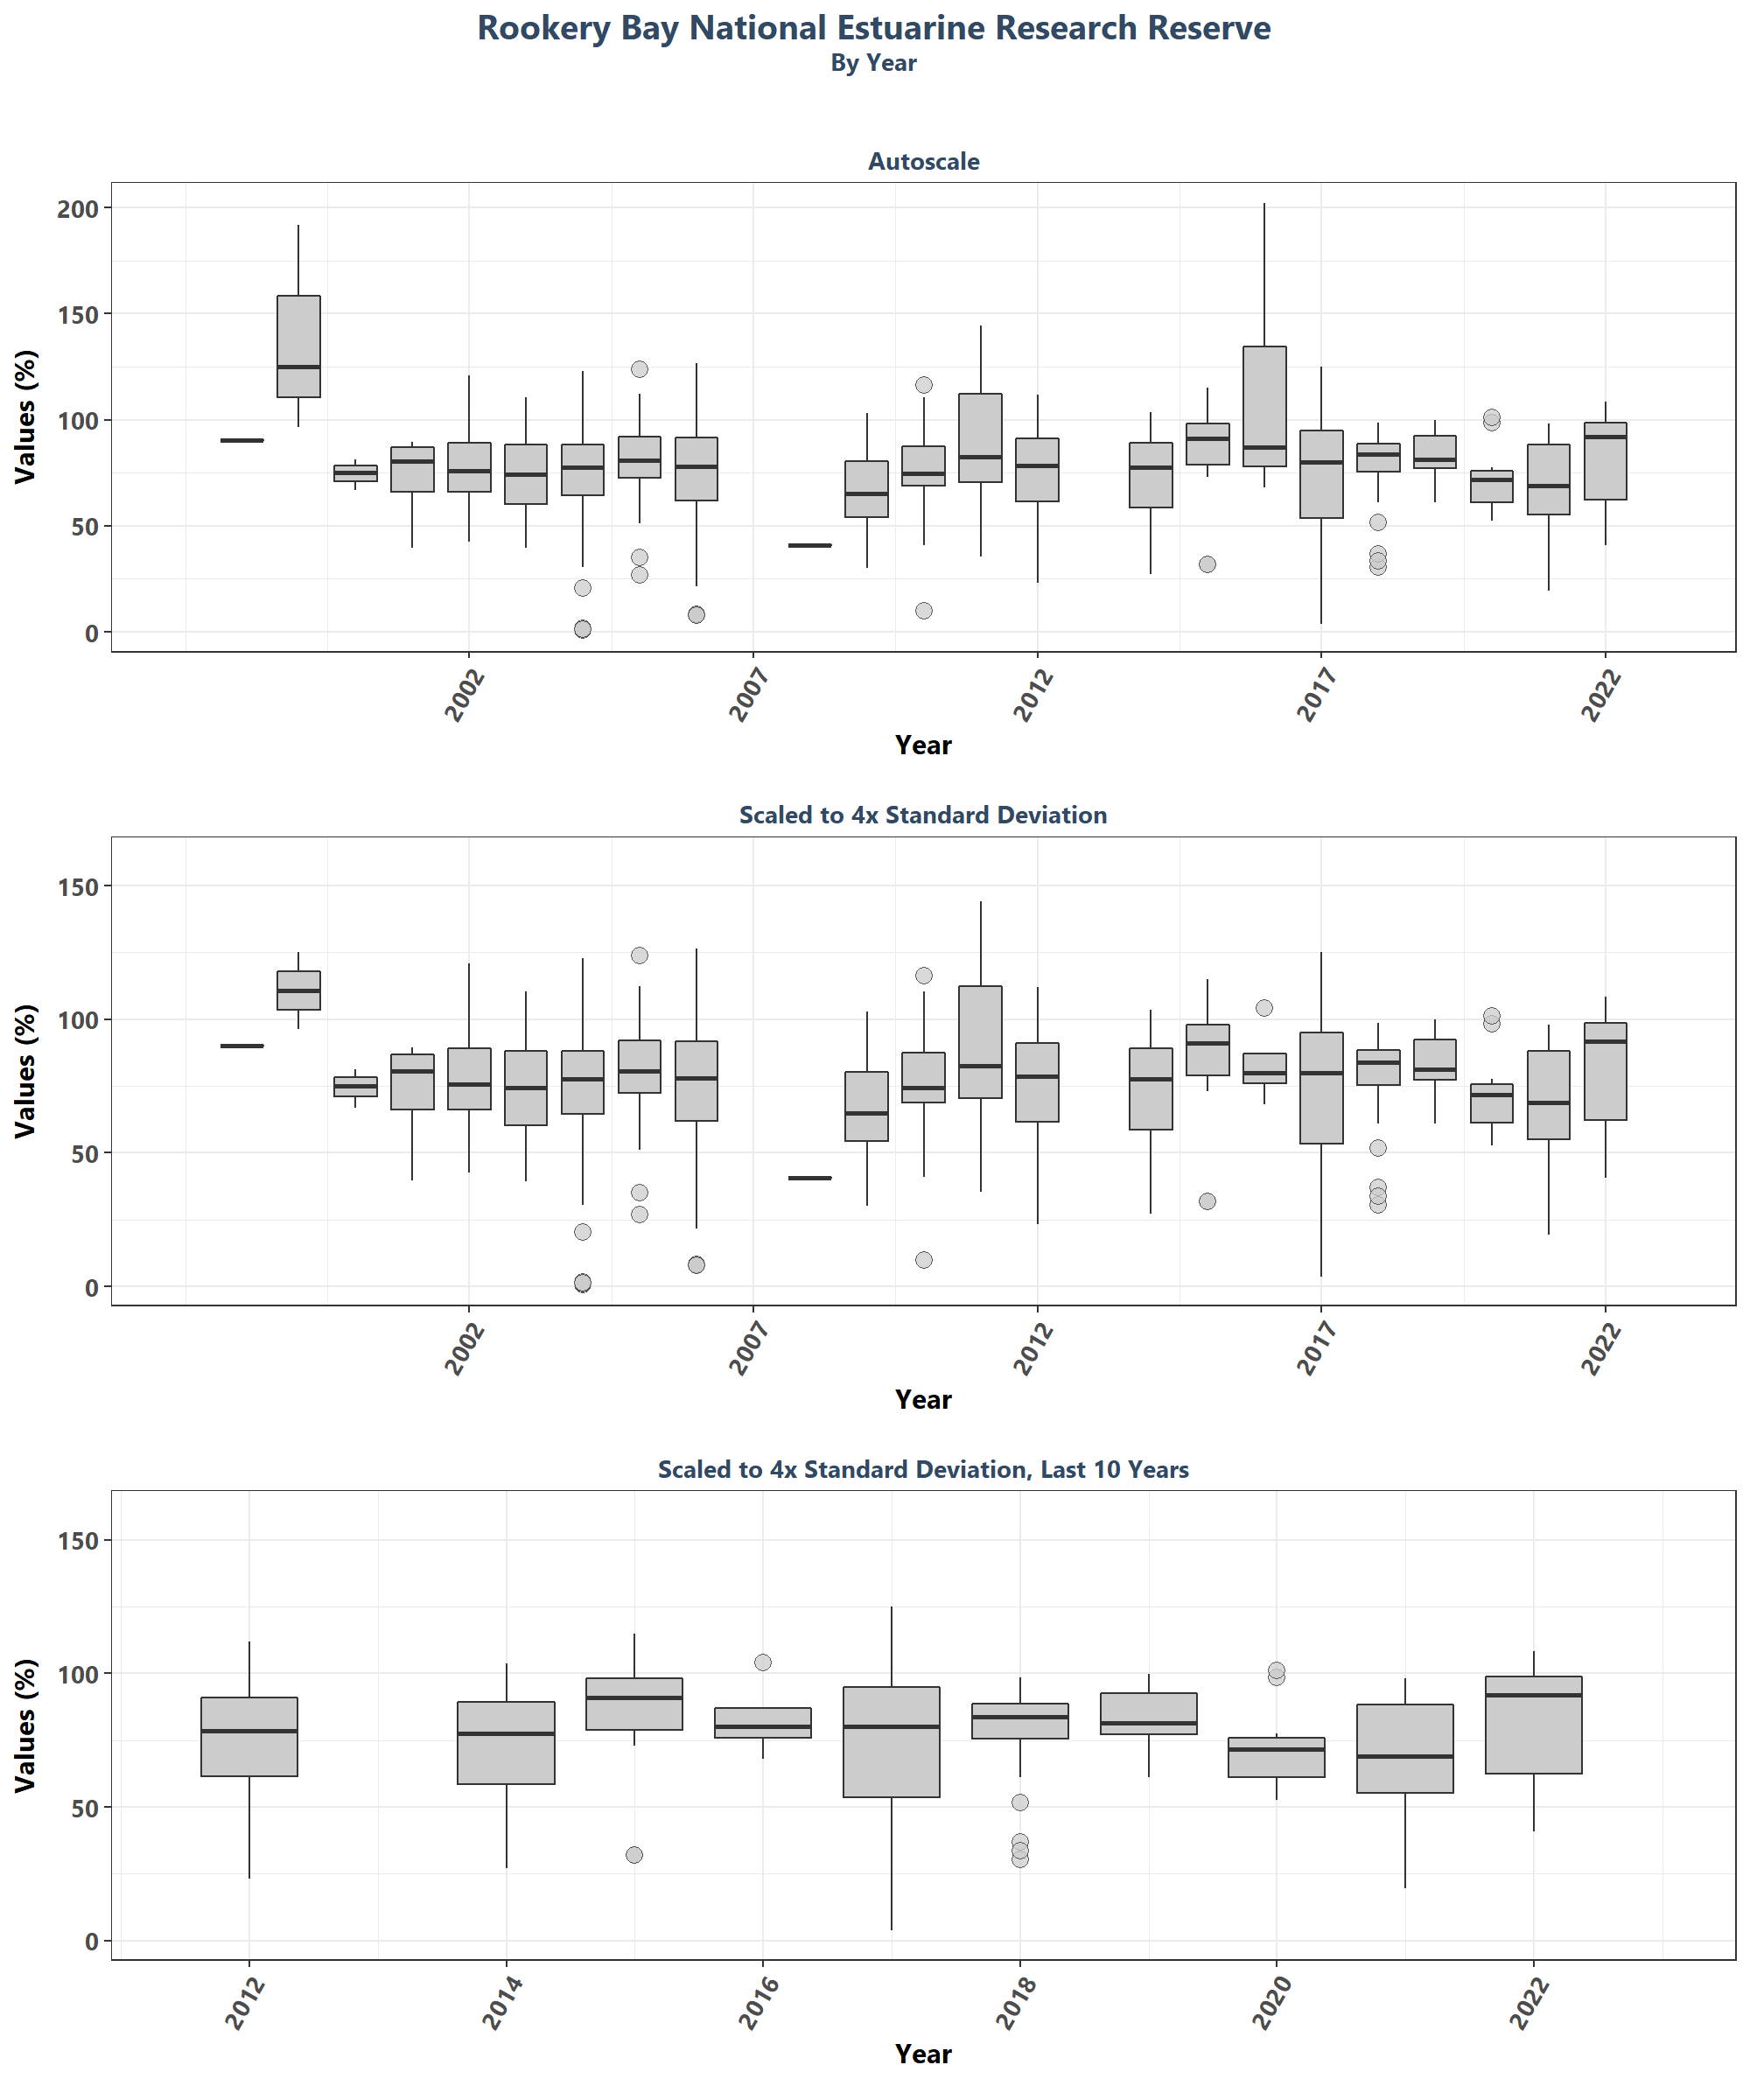 Rookery Bay National Estuarine Research Reserve
By Year
Autoscale
Values (%)
200
150
100
50
0
2002 2007 2012 2017 2022
Year
Scaled to 4x Standard Deviation
Values (%)
150
100
50
0
2002 2007 2012 2017 2022
Year
Scaled to 4x Standard Deviation, Last 10 Years
Values (%)
150
100
50
0
2012 2014 2016 2018 2020 2022
Year